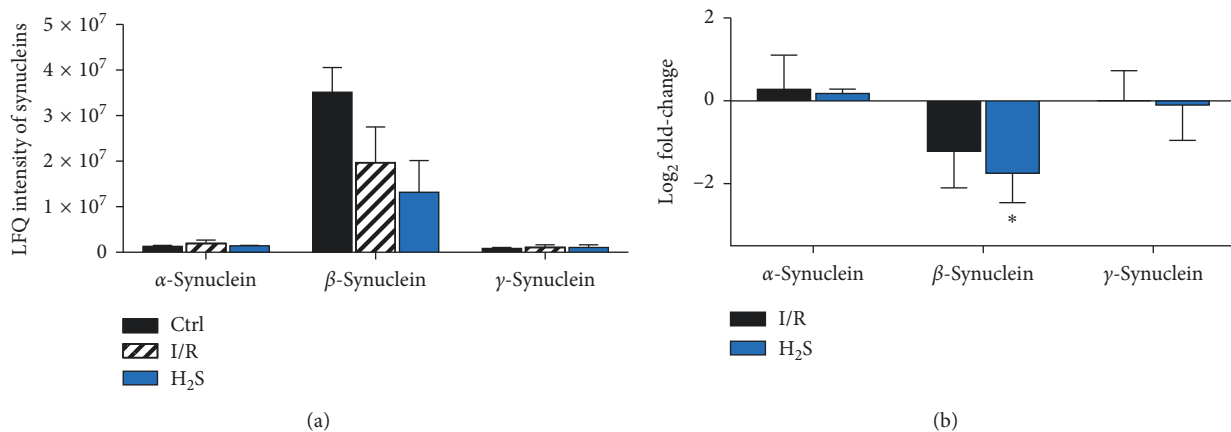 LFQ intensity of synucleins
5 × 10⁷
4 × 10⁷
3 × 10⁷
2 × 10⁷
1 × 10⁷
0
α-Synuclein β-Synuclein γ-Synuclein
Ctrl
I/R
H₂S
(a)
Log₂ fold-change
2
0
−2
*
α-Synuclein β-Synuclein γ-Synuclein
I/R
H₂S
(b)